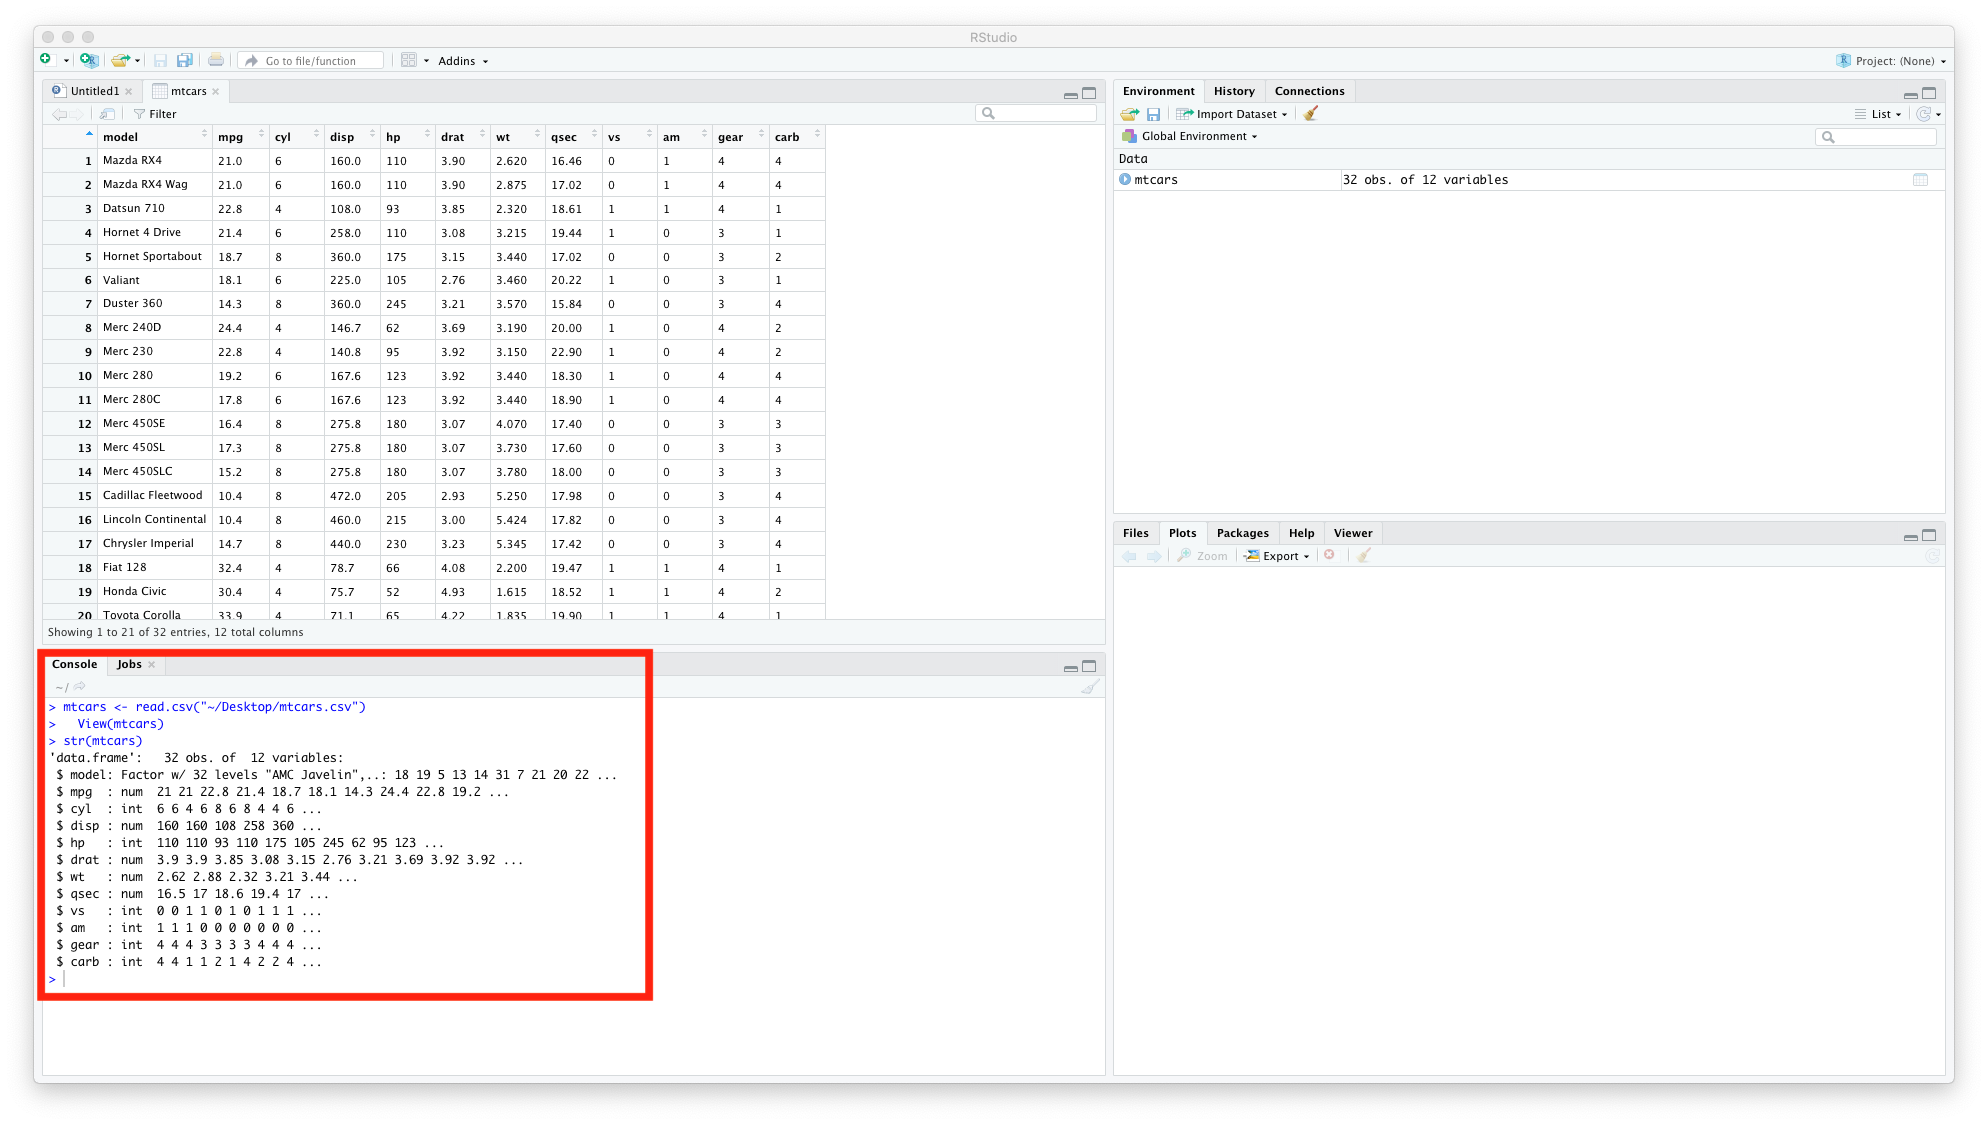 RStudio
Go to file/function Addins Project: (None)
Untitled1 mtcars
Filter
model mpg cyl disp hp drat wt qsec vs am gear carb
1 Mazda RX4 21.0 6 160.0 110 3.90 2.620 16.46 0 1 4 4
2 Mazda RX4 Wag 21.0 6 160.0 110 3.90 2.875 17.02 0 1 4 4
3 Datsun 710 22.8 4 108.0 93 3.85 2.320 18.61 1 1 4 1
4 Hornet 4 Drive 21.4 6 258.0 110 3.08 3.215 19.44 1 0 3 1
5 Hornet Sportabout 18.7 8 360.0 175 3.15 3.440 17.02 0 0 3 2
6 Valiant 18.1 6 225.0 105 2.76 3.460 20.22 1 0 3 1
7 Duster 360 14.3 8 360.0 245 3.21 3.570 15.84 0 0 3 4
8 Merc 240D 24.4 4 146.7 62 3.69 3.190 20.00 1 0 4 2
9 Merc 230 22.8 4 140.8 95 3.92 3.150 22.90 1 0 4 2
10 Merc 280 19.2 6 167.6 123 3.92 3.440 18.30 1 0 4 4
11 Merc 280C 17.8 6 167.6 123 3.92 3.440 18.90 1 0 4 4
12 Merc 450SE 16.4 8 275.8 180 3.07 4.070 17.40 0 0 3 3
13 Merc 450SL 17.3 8 275.8 180 3.07 3.730 17.60 0 0 3 3
14 Merc 450SLC 15.2 8 275.8 180 3.07 3.780 18.00 0 0 3 3
15 Cadillac Fleetwood 10.4 8 472.0 205 2.93 5.250 17.98 0 0 3 4
16 Lincoln Continental 10.4 8 460.0 215 3.00 5.424 17.82 0 0 3 4
17 Chrysler Imperial 14.7 8 440.0 230 3.23 5.345 17.42 0 0 3 4
18 Fiat 128 32.4 4 78.7 66 4.08 2.200 19.47 1 1 4 1
19 Honda Civic 30.4 4 75.7 52 4.93 1.615 18.52 1 1 4 2
20 Toyota Corolla 33.9 4 71.1 65 4.22 1.835 19.90 1 1 4 1
Showing 1 to 21 of 32 entries, 12 total columns
Console Jobs
~/
> mtcars <- read.csv("~/Desktop/mtcars.csv")
>   View(mtcars)
> str(mtcars)
'data.frame':   32 obs. of  12 variables:
 $ model: Factor w/ 32 levels "AMC Javelin",..: 18 19 5 13 14 31 7 21 20 22 ...
 $ mpg  : num  21 21 22.8 21.4 18.7 18.1 14.3 24.4 22.8 19.2 ...
 $ cyl  : int  6 6 4 6 8 6 8 4 4 6 ...
 $ disp : num  160 160 108 258 360 ...
 $ hp   : int  110 110 93 110 175 105 245 62 95 123 ...
 $ drat : num  3.9 3.9 3.85 3.08 3.15 2.76 3.21 3.69 3.92 3.92 ...
 $ wt   : num  2.62 2.88 2.32 3.21 3.44 ...
 $ qsec : num  16.5 17 18.6 19.4 17 ...
 $ vs   : int  0 0 1 1 0 1 0 1 1 1 ...
 $ am   : int  1 1 1 0 0 0 0 0 0 0 ...
 $ gear : int  4 4 4 3 3 3 3 4 4 4 ...
 $ carb : int  4 4 1 1 2 1 4 2 2 4 ...
>
Environment History Connections
Import Dataset List
Global Environment
Data
mtcars 32 obs. of 12 variables
Files Plots Packages Help Viewer
Zoom Export